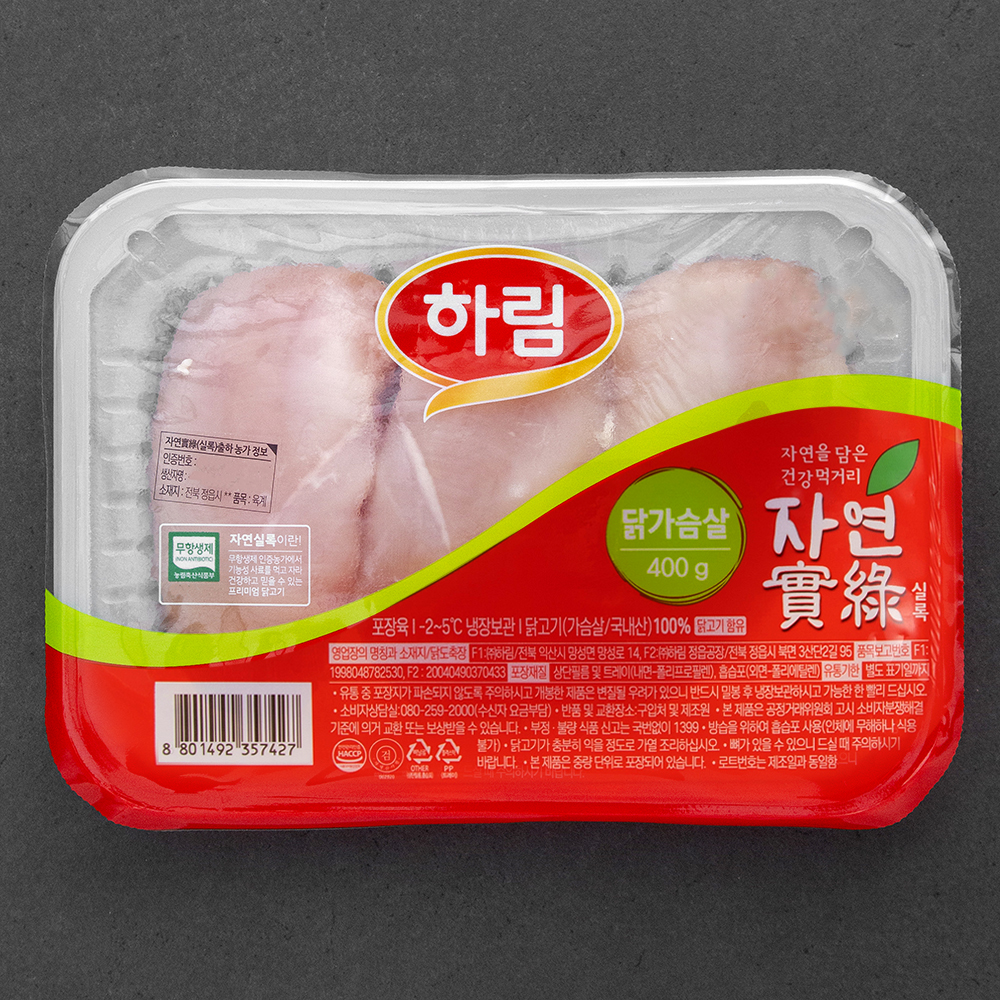 하림
자연實綠(실록)출하 농가 정보
인증번호 :
생산자명 :
소재지 : 전북 정읍시 ** 품목 : 육계
무항생제
(NON ANTIBIOTIC)
농림축산식품부
자연실록이란!
무항생제 인증농가에서
기능성 사료를 먹고 자라
건강하고 믿을 수 있는
프리미엄 닭고기
자연을 담은
건강 먹거리
자연
實綠
실록
닭가슴살
400 g
포장육 I -2~5℃ 냉장보관 I 닭고기(가슴살/국내산)100% 닭고기 함유
영업장의 명칭과 소재지/닭도축장 F1:㈜하림/전북 익산시 망성면 망성로 14, F2:㈜하림 정읍공장/전북 정읍시 북면 3산단2길 95 품목보고번호 F1:
1998048782530, F2 : 20040490370433 포장재질 상단필름 및 트레이(내면-폴리프로필렌), 흡습포(외면-폴리에틸렌) 유통기한 별도 표기일까지
• 유통 중 포장지가 파손되지 않도록 주의하시고 개봉한 제품은 변질될 우려가 있으니 반드시 밀봉 후 냉장보관하시고 가능한 한 빨리 드십시오.
• 소비자상담실:080-259-2000(수신자 요금부담) • 반품 및 교환장소:구입처 및 제조원 • 본 제품은 공정거래위원회 고시 소비자분쟁해결
기준에 의거 교환 또는 보상받을 수 있습니다. • 부정 · 불량 식품 신고는 국번없이 1399 • 방습을 위하여 흡습포 사용(인체에 무해하나 식용
불가) • 닭고기가 충분히 익을 정도로 가열 조리하십시오 • 뼈가 있을 수 있으니 드실 때 주의하시기
바랍니다. • 본 제품은 중량 단위로 포장되어 있습니다. • 로트번호는 제조일과 동일함
8 801492 357427
HACCP
검
OTHER
PP